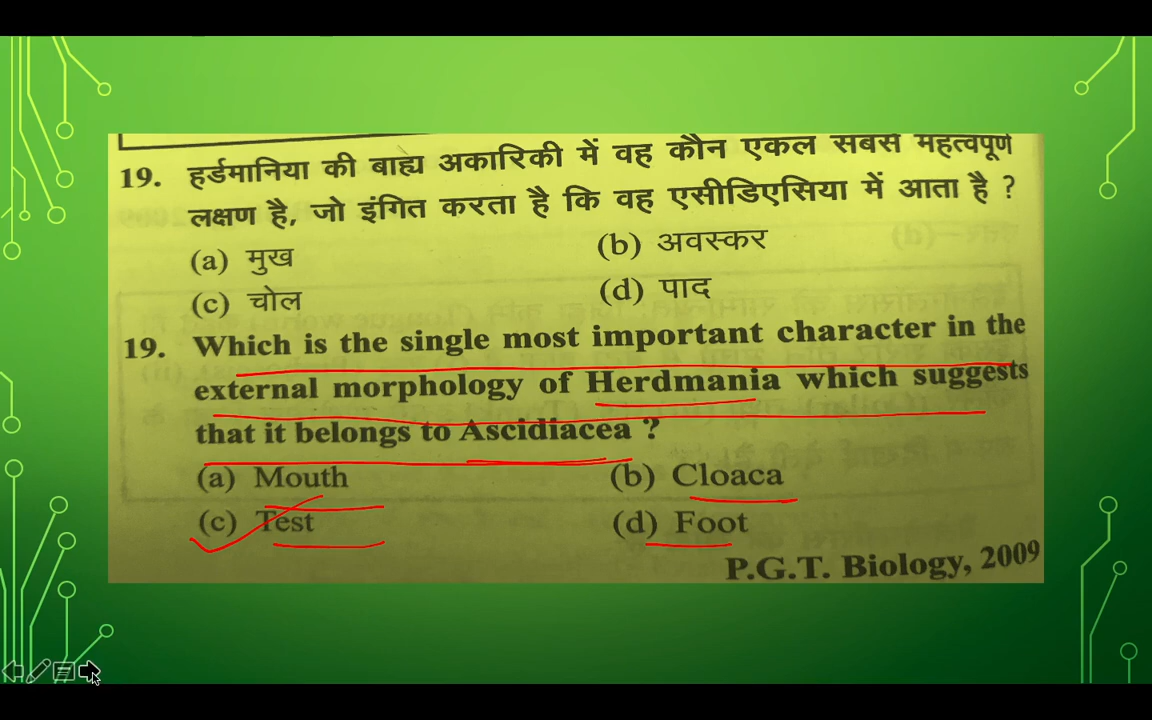 19. हर्डमानिया की बाह्य अकारिकी में वह कौन एकल सबसे महत्वपूर्ण
लक्षण है, जो इंगित करता है कि वह एसीडिएसिया में आता है ?
(a) मुख (b) अवस्कर
(c) चोल (d) पाद
19. Which is the single most important character in the
external morphology of Herdmania which suggests
that it belongs to Ascidiacea ?
(a) Mouth (b) Cloaca
(c) Test (d) Foot
P.G.T. Biology, 2009